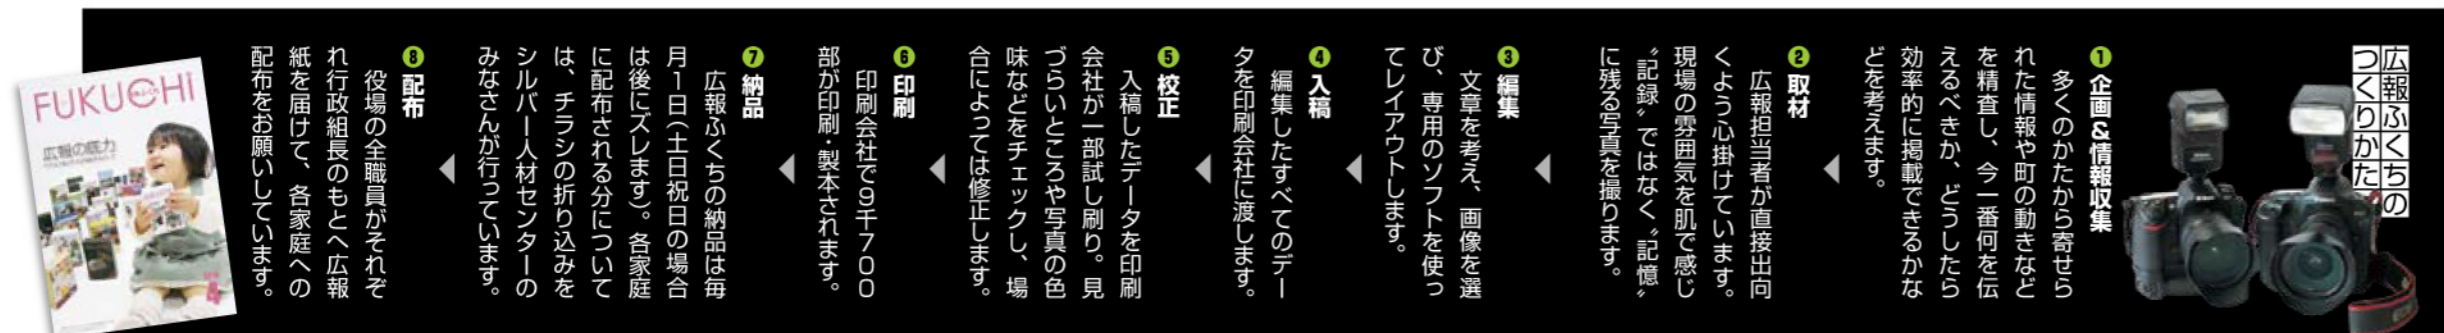 広報ふくちの
つくりかた
❶企画&情報収集
多くのかたから寄せら
れた情報や町の動きなど
を精査し、今一番何を伝
えるべきか、どうしたら
効率的に掲載できるかな
どを考えます。
❷取材
広報担当者が直接出向
くよう心掛けています。
現場の雰囲気を肌で感じ
〝記録〟ではなく〝記憶〟
に残る写真を撮ります。
❸編集
文章を考え、画像を選
び、専用のソフトを使っ
てレイアウトします。
❹入稿
編集したすべてのデー
タを印刷会社に渡します。
❺校正
入稿したデータを印刷
会社が一部試し刷り。見
づらいところや写真の色
味などをチェックし、場
合によっては修正します。
❻印刷
印刷会社で9千700
部が印刷・製本されます。
❼納品
広報ふくちの納品は毎
月1日(土日祝日の場合
は後にズレます)。各家庭
に配布される分について
は、チラシの折り込みを
シルバー人材センターの
みなさんが行っています。
❽配布
役場の全職員がそれぞ
れ行政組長のもとへ広報
紙を届けて、各家庭への
配布をお願いしています。
FUKUCHI
広報の底力
4